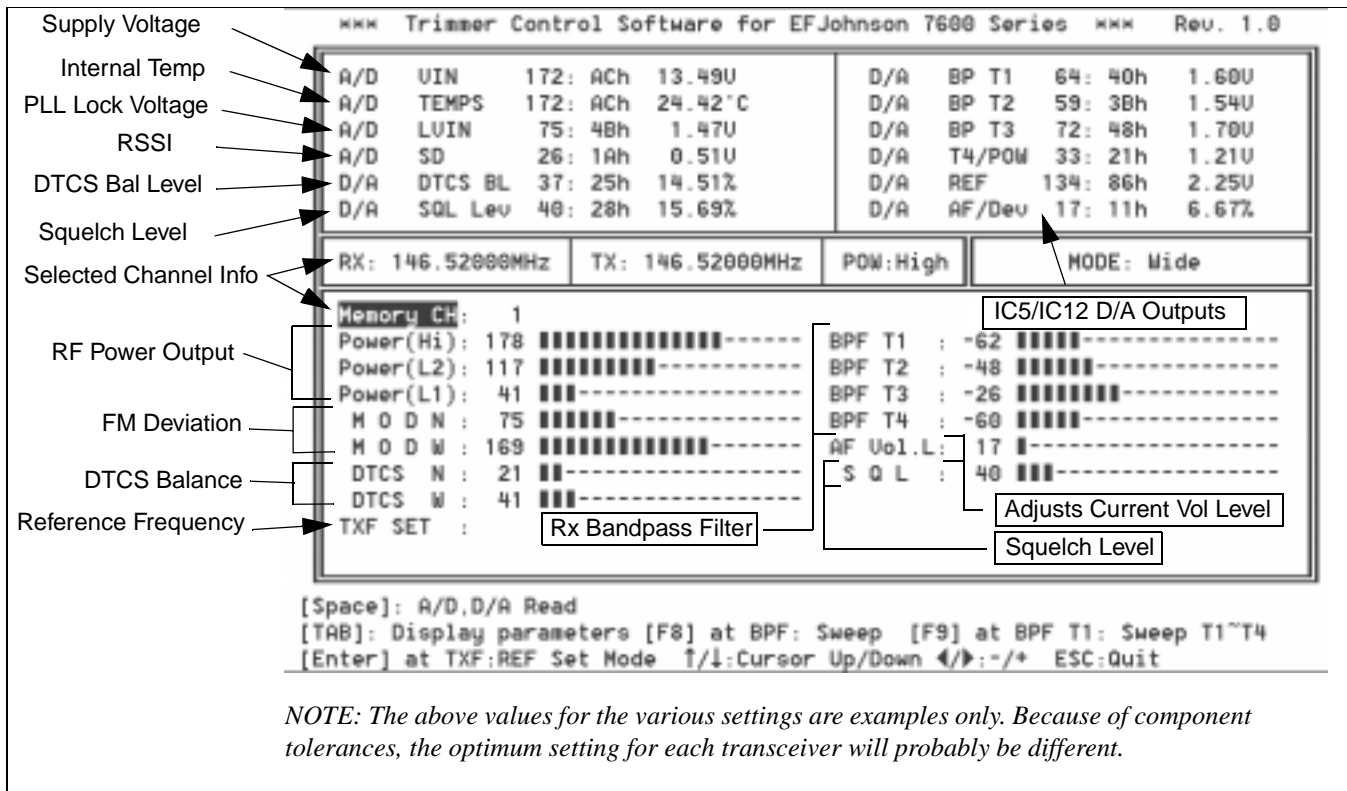 *** Trimmer Control Software for EFJohnson 7600 Series *** Rev. 1.0
Supply Voltage
Internal Temp
PLL Lock Voltage
RSSI
DTCS Bal Level
Squelch Level
Selected Channel Info
RF Power Output
FM Deviation
DTCS Balance
Reference Frequency
A/D VIN 172: ACh 13.49V D/A BP T1 64: 40h 1.60V
A/D TEMPS 172: ACh 24.42°C D/A BP T2 59: 3Bh 1.54V
A/D LVIN 75: 4Bh 1.47V D/A BP T3 72: 48h 1.70V
A/D SD 26: 1Ah 0.51V D/A T4/POW 33: 21h 1.21V
D/A DTCS BL 37: 25h 14.51% D/A REF 134: 86h 2.25V
D/A SQL Lev 40: 28h 15.69% D/A AF/Dev 17: 11h 6.67%
RX: 146.52000MHz TX: 146.52000MHz POW:High MODE: Wide
IC5/IC12 D/A Outputs
Memory CH: 1
Power(Hi): 178 BPF T1 : -62
Power(L2): 117 BPF T2 : -48
Power(L1): 41 BPF T3 : -26
M O D N : 75 BPF T4 : -60
M O D W : 169 AF Vol.L: 17
DTCS N : 21 S Q L : 40
DTCS W : 41
TXF SET :
Rx Bandpass Filter
Adjusts Current Vol Level
Squelch Level
[Space]: A/D,D/A Read
[TAB]: Display parameters [F8] at BPF: Sweep [F9] at BPF T1: Sweep T1~T4
[Enter] at TXF:REF Set Mode ↑/↓:Cursor Up/Down ◀/▶:-/+ ESC:Quit
NOTE: The above values for the various settings are examples only. Because of component
tolerances, the optimum setting for each transceiver will probably be different.